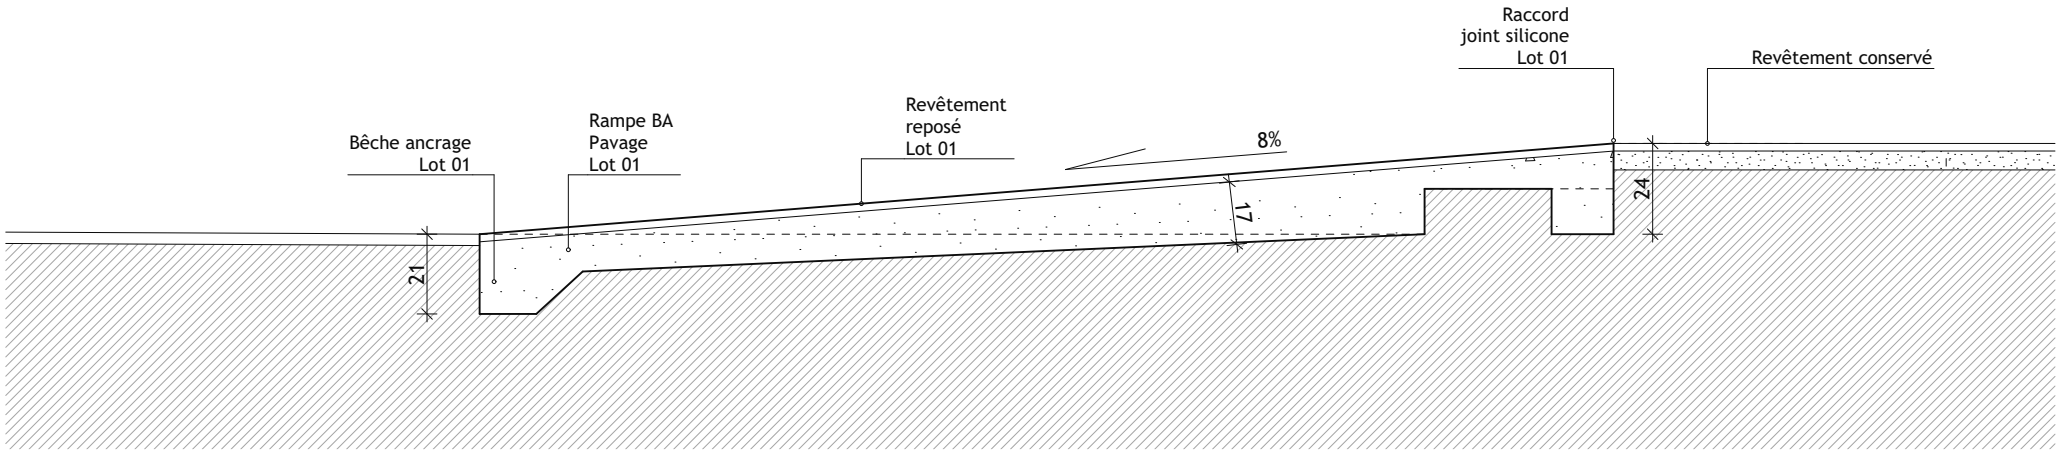 Raccord
joint silicone
Lot 01
Revêtement conservé
Revêtement
reposé
Lot 01
Rampe BA
Pavage
Lot 01
Bêche ancrage
Lot 01
8%
17
24
21